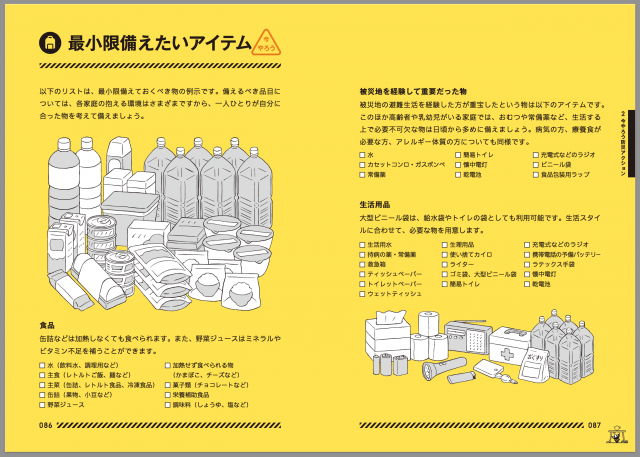 最小限備えたいアイテム
今
やろう
以下のリストは、最小限備えておくべき物の例示です。備えるべき品目に
ついては、各家庭の抱える環境はさまざまですから、一人ひとりが自分に
合った物を考えて備えましょう。
食品
缶詰などは加熱しなくても食べられます。また、野菜ジュースはミネラルや
ビタミン不足を補うことができます。
□ 水(飲料水、調理用など)
□ 主食(レトルトご飯、麺など)
□ 主菜(缶詰、レトルト食品、冷凍食品)
□ 缶詰(果物、小豆など)
□ 野菜ジュース
□ 加熱せず食べられる物
(かまぼこ、チーズなど)
□ 菓子類(チョコレートなど)
□ 栄養補助食品
□ 調味料(しょうゆ、塩など)
086
被災地を経験して重要だった物
被災地の避難生活を経験した方が重宝したという物は以下のアイテムです。
このほか高齢者や乳幼児がいる家庭では、おむつや常備薬など、生活する
上で必要不可欠な物は日頃から多めに備えましょう。病気の方、療養食が
必要な方、アレルギー体質の方についても同様です。
□ 水
□ カセットコンロ・ガスボンベ
□ 常備薬
□ 簡易トイレ
□ 懐中電灯
□ 乾電池
□ 充電式などのラジオ
□ ビニール袋
□ 食品包装用ラップ
生活用品
大型ビニール袋は、給水袋やトイレの袋としても利用可能です。生活スタイ
ルに合わせて、必要な物を用意します。
□ 生活用水
□ 持病の薬・常備薬
□ 救急箱
□ ティッシュペーパー
□ トイレットペーパー
□ ウェットティッシュ
□ 生理用品
□ 使い捨てカイロ
□ ライター
□ ゴミ袋、大型ビニール袋
□ 簡易トイレ
□ 充電式などのラジオ
□ 携帯電話の予備バッテリー
□ ラテックス手袋
□ 懐中電灯
□ 乾電池
おくすり
087
2 今やろう防災アクション